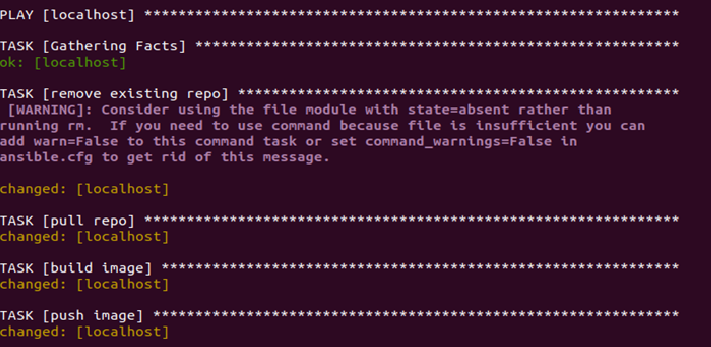 PLAY [localhost] *****************************************************************
TASK [Gathering Facts] ***********************************************************
ok: [localhost]
TASK [remove existing repo] ******************************************************
[WARNING]: Consider using the file module with state=absent rather than
running rm.  If you need to use command because file is insufficient you can
add warn=False to this command task or set command_warnings=False in
ansible.cfg to get rid of this message.
changed: [localhost]
TASK [pull repo] *****************************************************************
changed: [localhost]
TASK [build image] ***************************************************************
changed: [localhost]
TASK [push image] ****************************************************************
changed: [localhost]